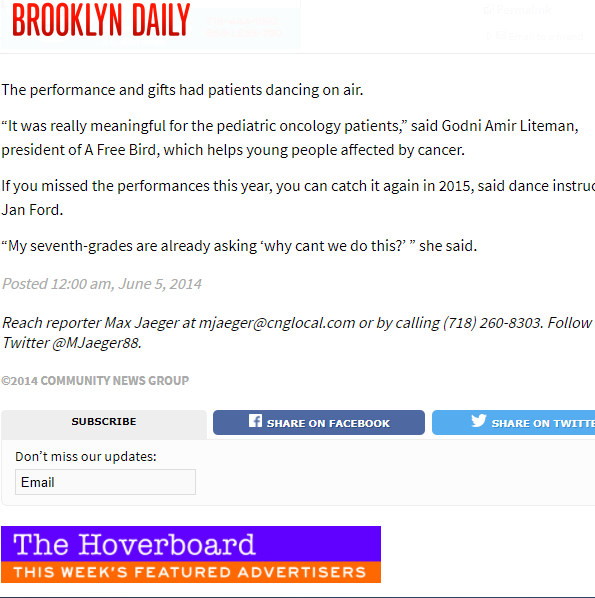 BROOKLYN DAILY
The performance and gifts had patients dancing on air.
“It was really meaningful for the pediatric oncology patients,” said Godni Amir Liteman,
president of A Free Bird, which helps young people affected by cancer.
If you missed the performances this year, you can catch it again in 2015, said dance instruc
Jan Ford.
“My seventh-grades are already asking ‘why cant we do this?’ ” she said.
Posted 12:00 am, June 5, 2014
Reach reporter Max Jaeger at mjaeger@cnglocal.com or by calling (718) 260-8303. Follow
Twitter @MJaeger88.
©2014 COMMUNITY NEWS GROUP
SUBSCRIBE
SHARE ON FACEBOOK
SHARE ON TWITTE
Don’t miss our updates:
Email
The Hoverboard
THIS WEEK'S FEATURED ADVERTISERS